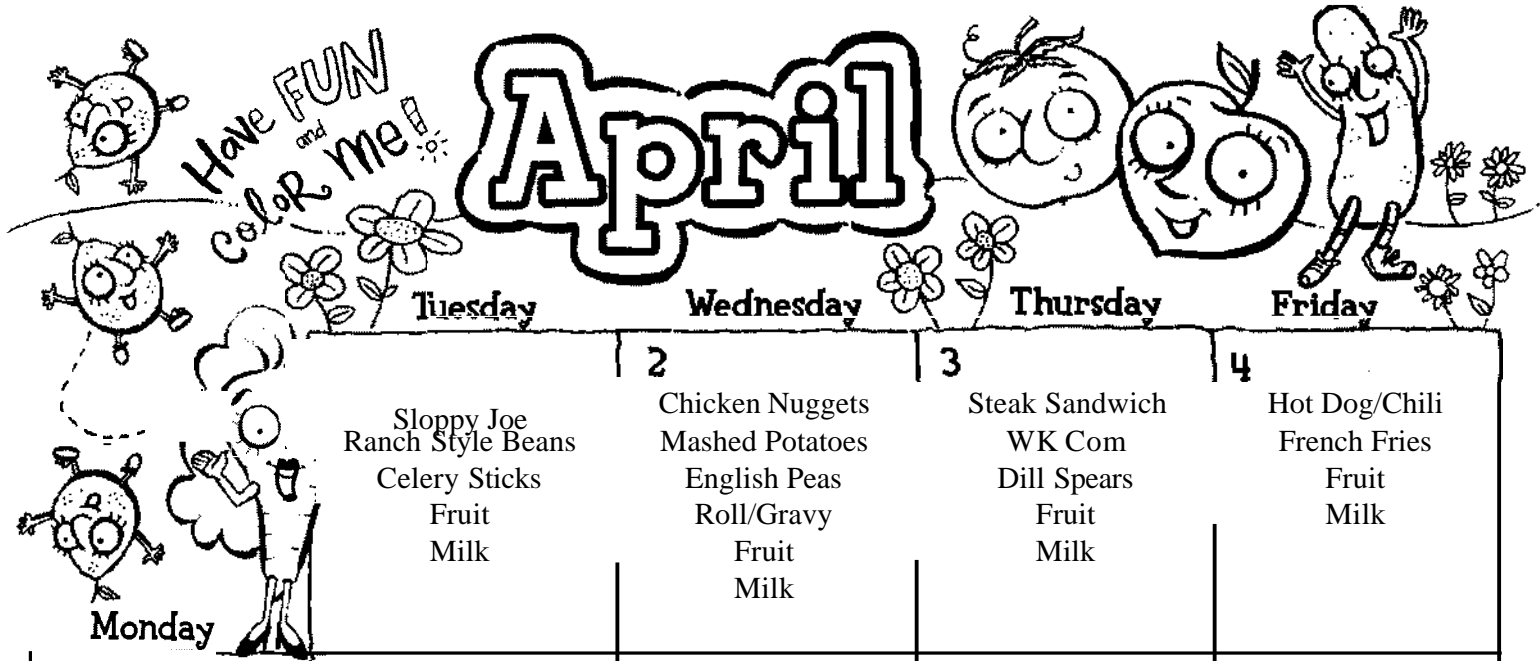 Have FUN
and
Color Me!
April
Tuesday
Wednesday
Thursday
Friday
Sloppy Joe
Ranch Style Beans
Celery Sticks
Fruit
Milk
2
Chicken Nuggets
Mashed Potatoes
English Peas
Roll/Gravy
Fruit
Milk
3
Steak Sandwich
WK Com
Dill Spears
Fruit
Milk
4
Hot Dog/Chili
French Fries
Fruit
Milk
Monday